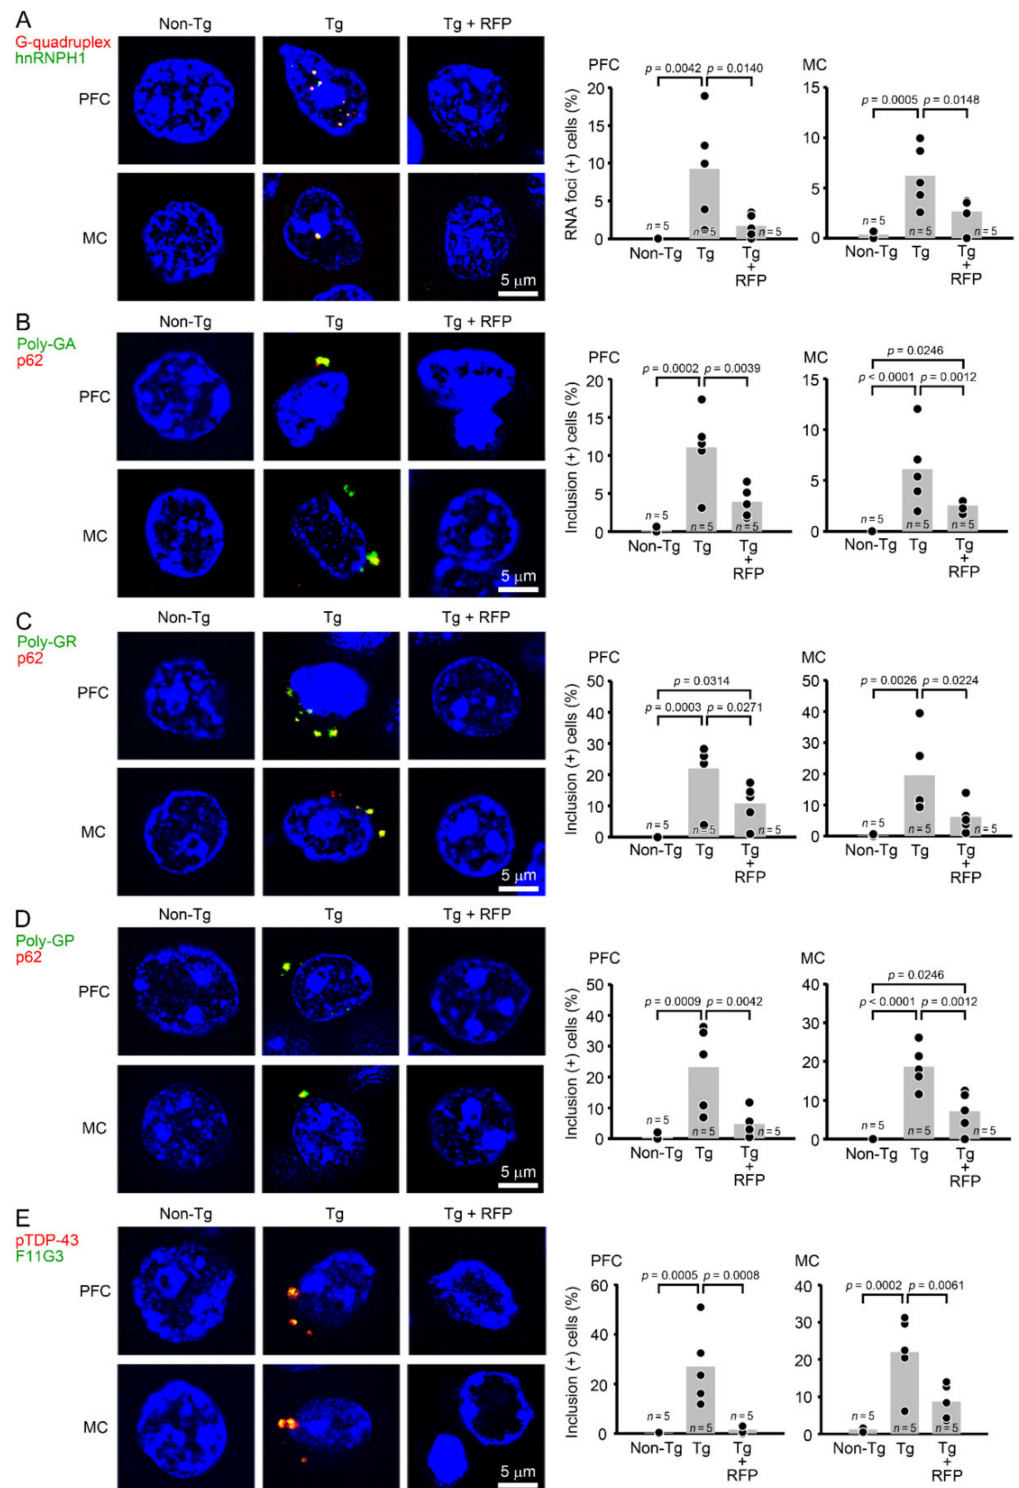 A
Non-Tg Tg Tg + RFP
G-quadruplex
hnRNPH1
PFC
MC
5 μm
PFC
RNA foci (+) cells (%)
p = 0.0042 p = 0.0140
20
15
10
5
0
n = 5 n = 5 n = 5
Non-Tg Tg Tg
+
RFP
MC
p = 0.0005 p = 0.0148
15
10
5
0
n = 5 n = 5 n = 5
Non-Tg Tg Tg
+
RFP
B
Non-Tg Tg Tg + RFP
Poly-GA
p62
PFC
MC
5 μm
PFC
Inclusion (+) cells (%)
p = 0.0002 p = 0.0039
20
15
10
5
0
n = 5 n = 5 n = 5
Non-Tg Tg Tg
+
RFP
MC
p = 0.0246
p < 0.0001 p = 0.0012
15
10
5
0
n = 5 n = 5 n = 5
Non-Tg Tg Tg
+
RFP
C
Non-Tg Tg Tg + RFP
Poly-GR
p62
PFC
MC
5 μm
PFC
Inclusion (+) cells (%)
p = 0.0314
p = 0.0003 p = 0.0271
50
40
30
20
10
0
n = 5 n = 5 n = 5
Non-Tg Tg Tg
+
RFP
MC
p = 0.0026 p = 0.0224
50
40
30
20
10
0
n = 5 n = 5 n = 5
Non-Tg Tg Tg
+
RFP
D
Non-Tg Tg Tg + RFP
Poly-GP
p62
PFC
MC
5 μm
PFC
Inclusion (+) cells (%)
p = 0.0009 p = 0.0042
50
40
30
20
10
0
n = 5 n = 5 n = 5
Non-Tg Tg Tg
+
RFP
MC
p = 0.0246
p < 0.0001 p = 0.0012
40
30
20
10
0
n = 5 n = 5 n = 5
Non-Tg Tg Tg
+
RFP
E
Non-Tg Tg Tg + RFP
pTDP-43
F11G3
PFC
MC
5 μm
PFC
Inclusion (+) cells (%)
p = 0.0005 p = 0.0008
60
40
20
0
n = 5 n = 5 n = 5
Non-Tg Tg Tg
+
RFP
MC
p = 0.0002 p = 0.0061
40
30
20
10
0
n = 5 n = 5 n = 5
Non-Tg Tg Tg
+
RFP